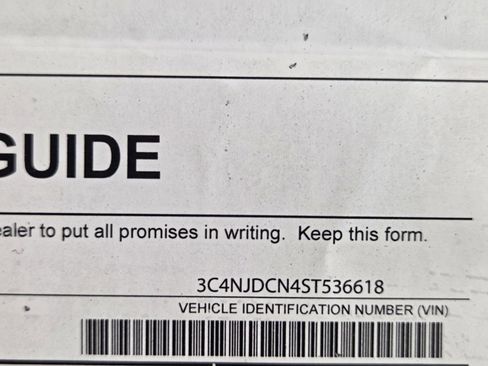 GUIDE
ealer to put all promises in writing. Keep this form.
3C4NJDCN4ST536618
VEHICLE IDENTIFICATION NUMBER (VIN)